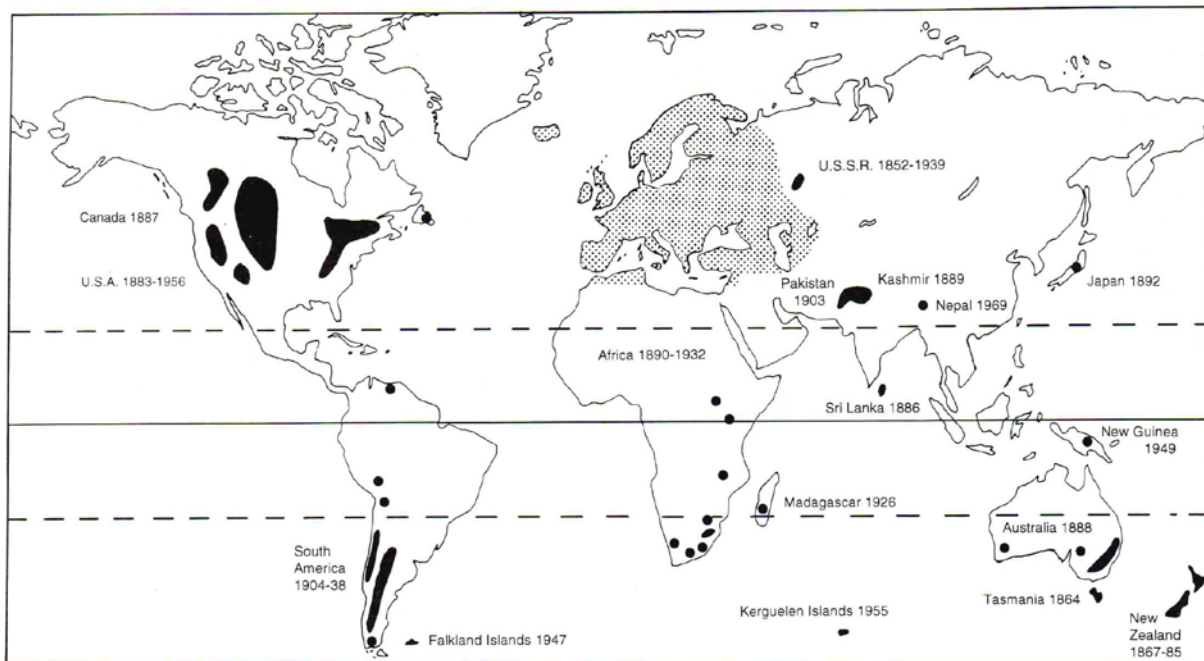 U.S.S.R. 1852-1939
Canada 1887
U.S.A. 1883-1956
Pakistan
1903
Kashmir 1889
Nepal 1969
Japan 1892
Africa 1890-1932
Sri Lanka 1886
New Guinea
1949
Madagascar 1926
Australia 1888
South
America
1904-38
Tasmania 1864
Kerguelen Islands 1955
Falkland Islands 1947
New
Zealand
1867-85